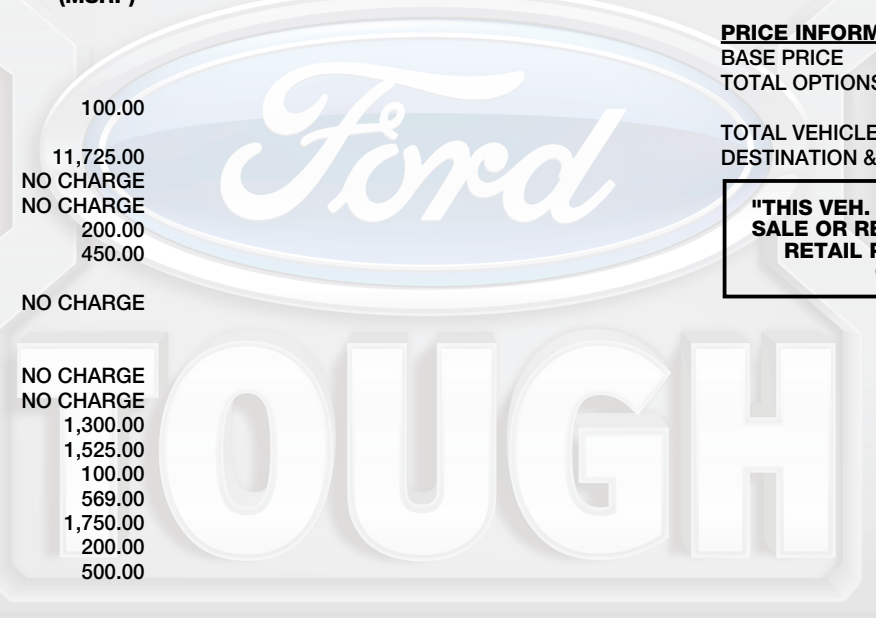 (MSRP)
100.00
11,725.00
NO CHARGE
NO CHARGE
200.00
450.00
NO CHARGE
NO CHARGE
NO CHARGE
1,300.00
1,525.00
100.00
569.00
1,750.00
200.00
500.00
Ford
TOUGH
PRICE INFORM
BASE PRICE
TOTAL OPTIONS
TOTAL VEHICLE
DESTINATION &
"THIS VEH.
SALE OR RE
RETAIL P